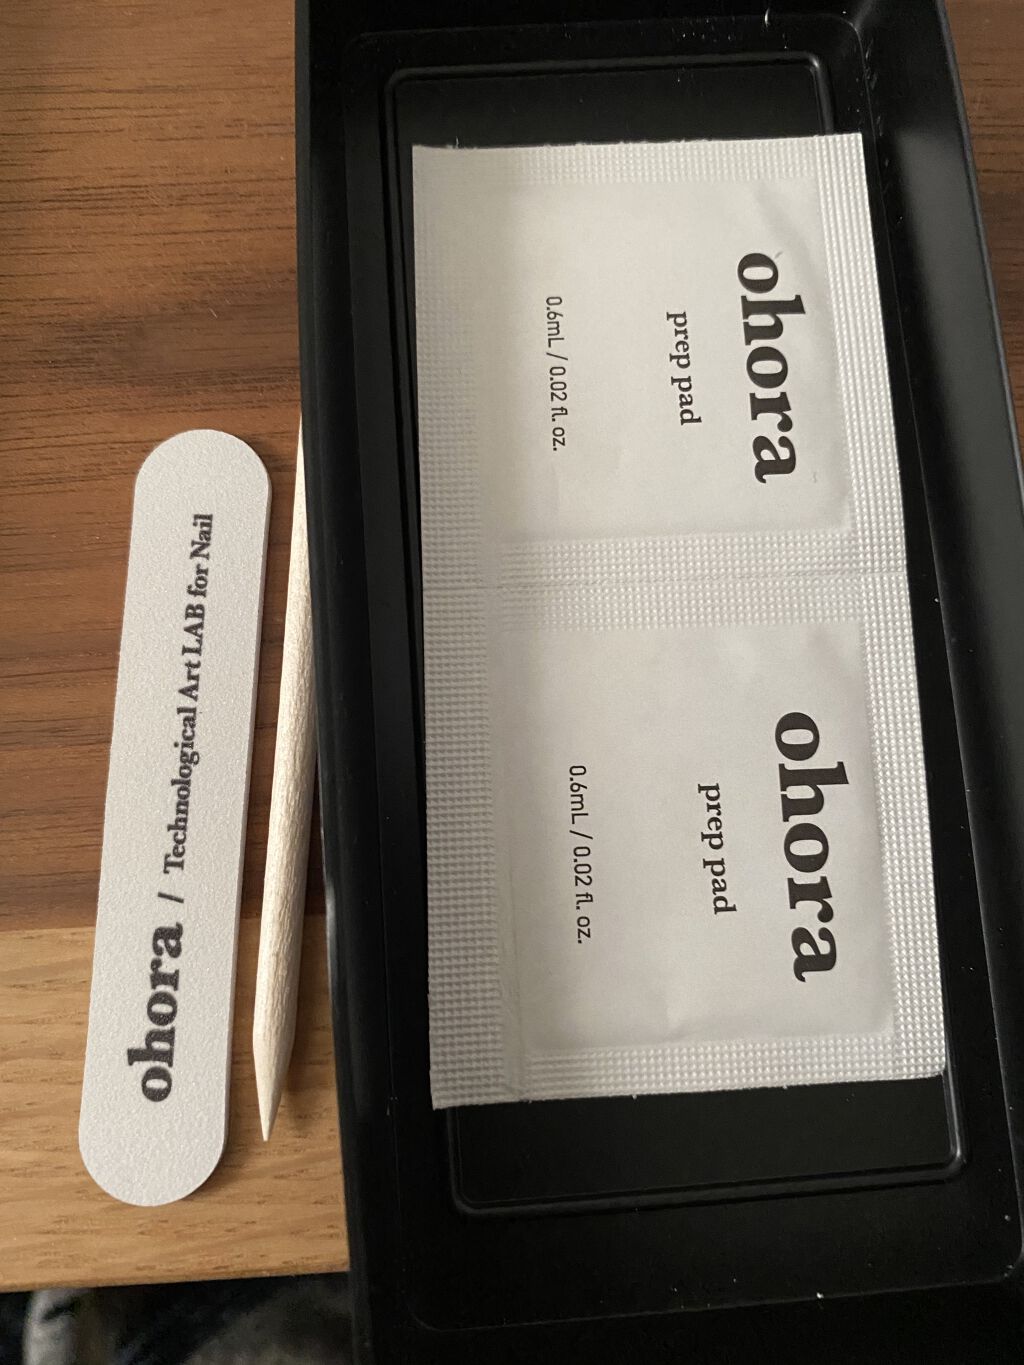 ohora / Technological Art LAB for Nail
ohora
prep pad
0.6mL / 0.02 fl. oz.
ohora
prep pad
0.6mL / 0.02 fl. oz.